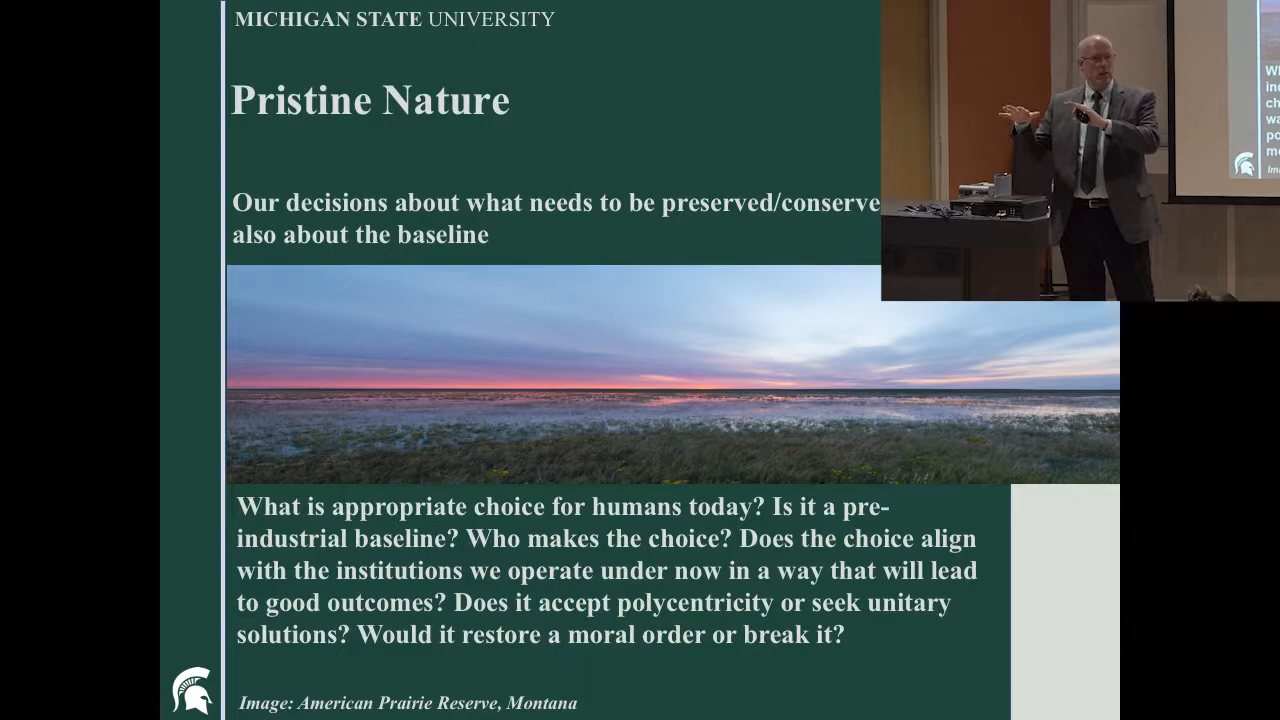 MICHIGAN STATE UNIVERSITY
Pristine Nature
Our decisions about what needs to be preserved/conserve
also about the baseline
What is appropriate choice for humans today? Is it a pre-
industrial baseline? Who makes the choice? Does the choice align
with the institutions we operate under now in a way that will lead
to good outcomes? Does it accept polycentricity or seek unitary
solutions? Would it restore a moral order or break it?
Image: American Prairie Reserve, Montana